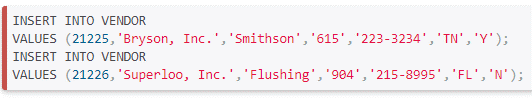 INSERT INTO VENDOR
VALUES (21225,'Bryson, Inc.','Smithson','615','223-3234','TN','Y');
INSERT INTO VENDOR
VALUES (21226,'Superloo, Inc.','Flushing','904','215-8995','FL','N');